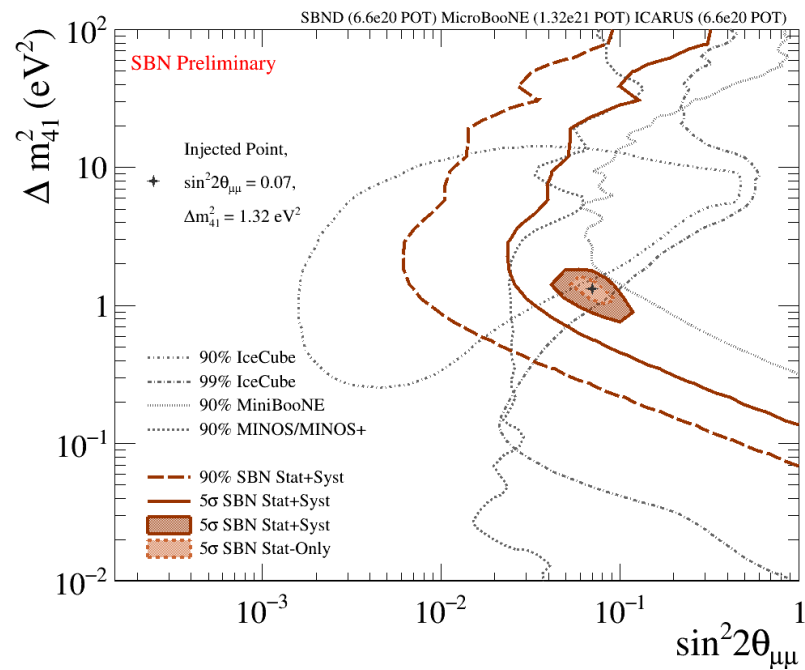 SBND (6.6e20 POT) MicroBooNE (1.32e21 POT) ICARUS (6.6e20 POT)
SBN Preliminary
Injected Point,
sin²2θμμ = 0.07,
Δm²41 = 1.32 eV²
90% IceCube
99% IceCube
90% MiniBooNE
90% MINOS/MINOS+
90% SBN Stat+Syst
5σ SBN Stat+Syst
5σ SBN Stat+Syst
5σ SBN Stat-Only
Δ m²41 (eV²)
10²
10
1
10⁻¹
10⁻²
10⁻³
10⁻²
10⁻¹
1
sin²2θμμ